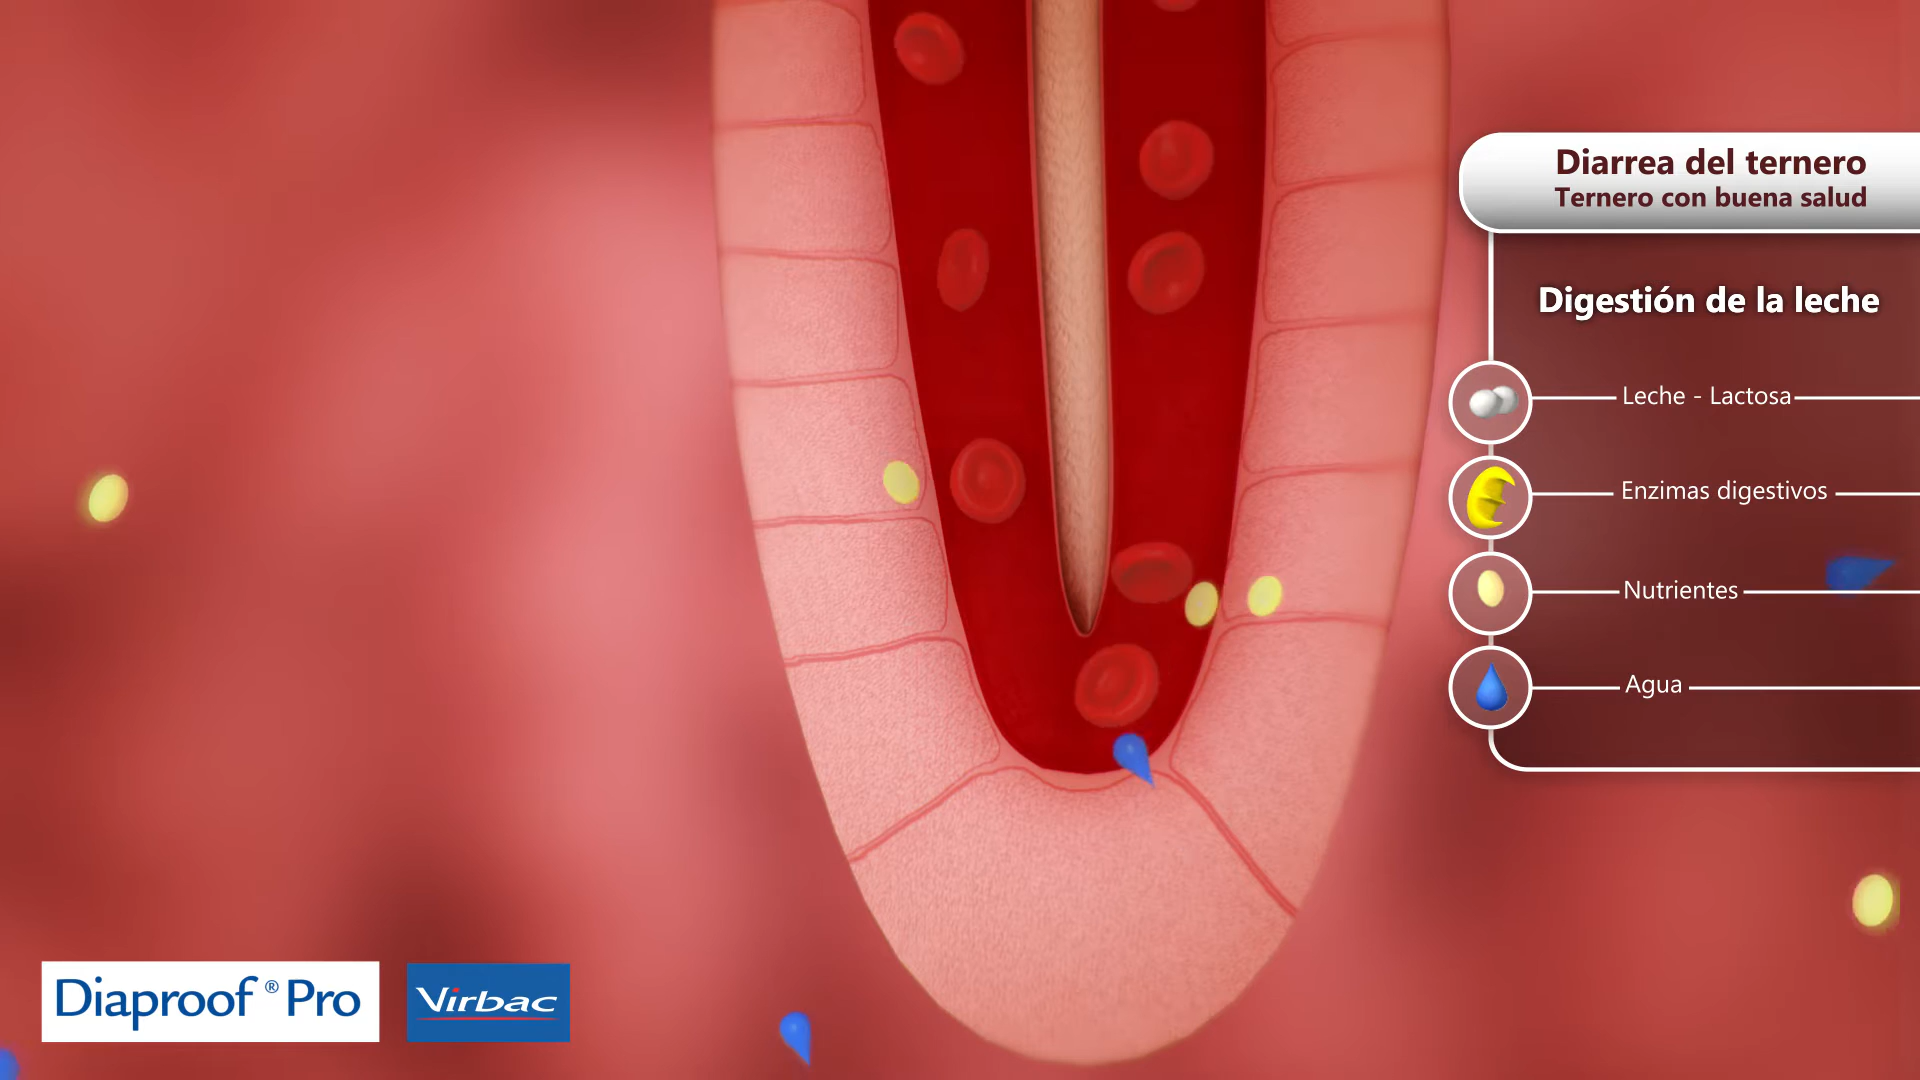 Diarrea del ternero
Ternero con buena salud
Digestión de la leche
Leche - Lactosa
Enzimas digestivos
Nutrientes
Agua
Diaproof® Pro
Virbac